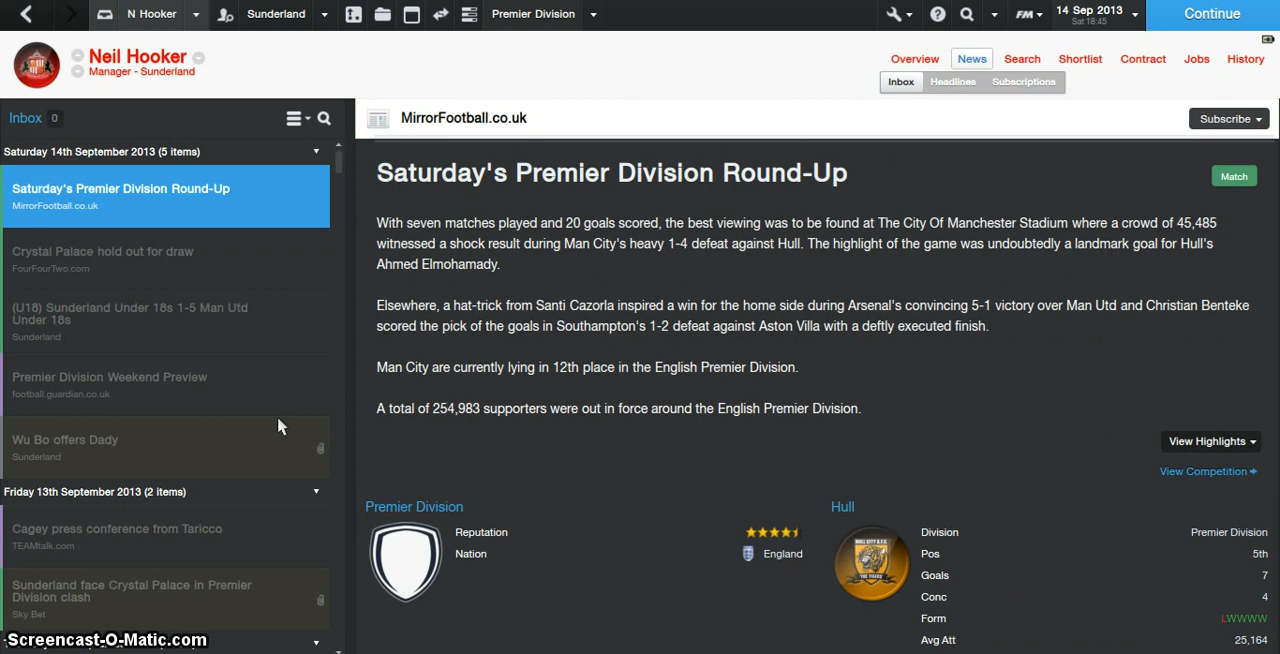 N Hooker
Sunderland
Premier Division
FM
14 Sep 2013
Sat 18:45
Continue
Neil Hooker
Manager - Sunderland
Overview News Search Shortlist Contract Jobs History
Inbox Headlines Subscriptions
Inbox 0
MirrorFootball.co.uk
Subscribe
Saturday 14th September 2013 (5 items)
Saturday's Premier Division Round-Up
MirrorFootball.co.uk
Crystal Palace hold out for draw
FourFourTwo.com
(U18) Sunderland Under 18s 1-5 Man Utd
Under 18s
Sunderland
Premier Division Weekend Preview
football.guardian.co.uk
Wu Bo offers Dady
Sunderland
Friday 13th September 2013 (2 items)
Cagey press conference from Taricco
TEAMtalk.com
Sunderland face Crystal Palace in Premier
Division clash
Sky Bet
Screencast-O-Matic.com
Saturday's Premier Division Round-Up
Match
With seven matches played and 20 goals scored, the best viewing was to be found at The City Of Manchester Stadium where a crowd of 45,485
witnessed a shock result during Man City's heavy 1-4 defeat against Hull. The highlight of the game was undoubtedly a landmark goal for Hull's
Ahmed Elmohamady.
Elsewhere, a hat-trick from Santi Cazorla inspired a win for the home side during Arsenal's convincing 5-1 victory over Man Utd and Christian Benteke
scored the pick of the goals in Southampton's 1-2 defeat against Aston Villa with a deftly executed finish.
Man City are currently lying in 12th place in the English Premier Division.
A total of 254,983 supporters were out in force around the English Premier Division.
View Highlights
View Competition
Premier Division
Reputation
Nation England
Hull
HULL CITY A.F.C.
THE TIGERS
Division Premier Division
Pos 5th
Goals 7
Conc 4
Form LWWWW
Avg Att 25,164